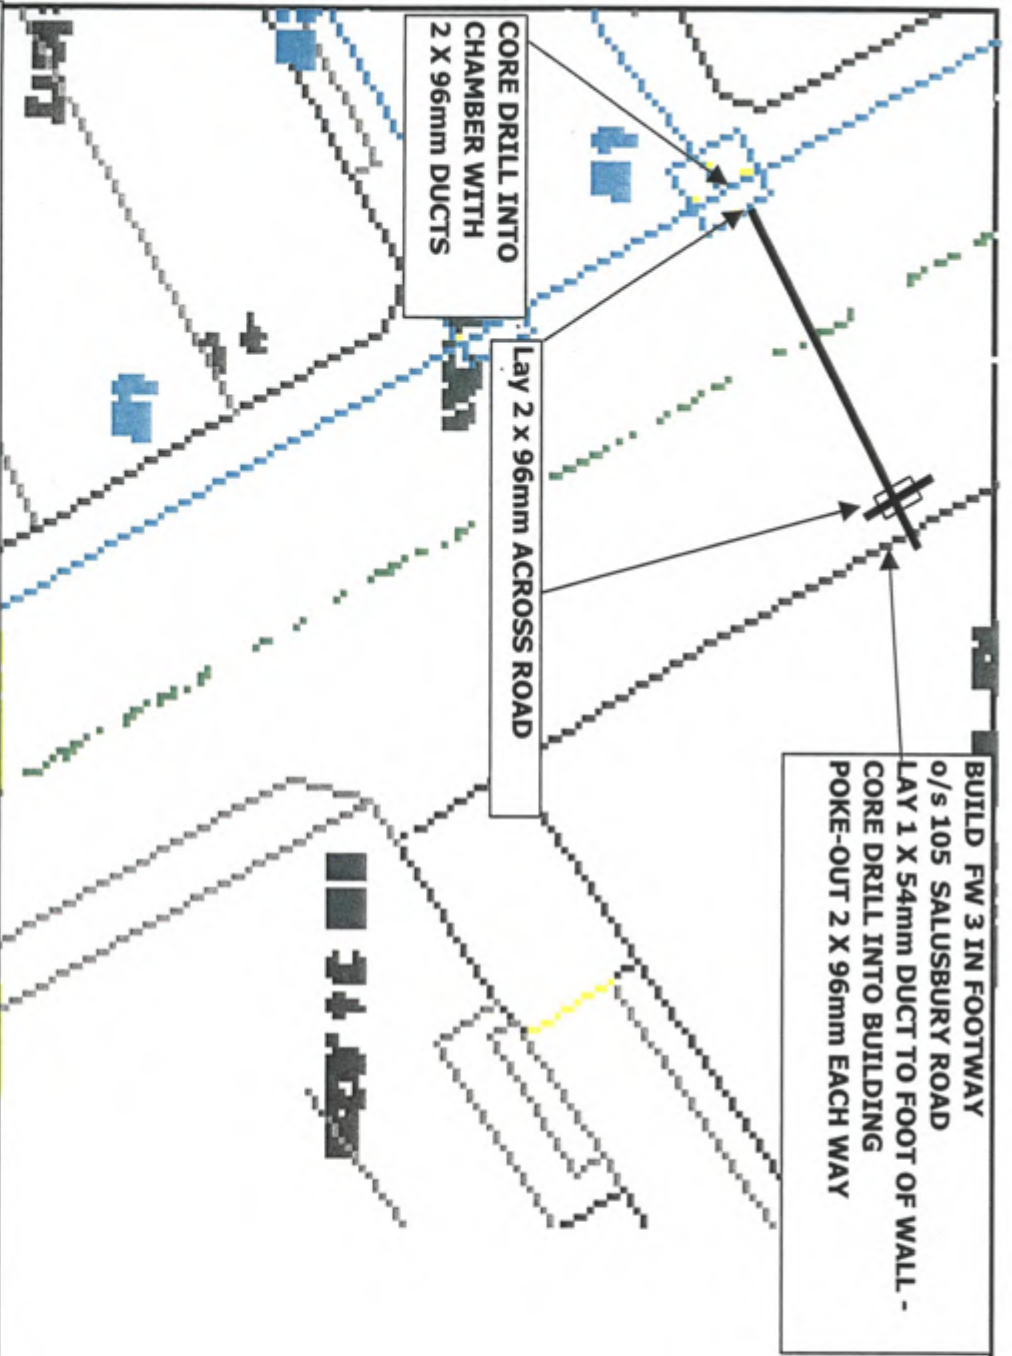 BUILD FW 3 IN FOOTWAY
o/s 105 SALUSBURY ROAD
LAY 1 X 54mm DUCT TO FOOT OF WALL -
CORE DRILL INTO BUILDING
POKE-OUT 2 X 96mm EACH WAY
CORE DRILL INTO
CHAMBER WITH
2 X 96mm DUCTS
Lay 2 x 96mm ACROSS ROAD